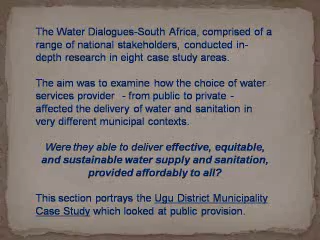 The Water Dialogues-South Africa, comprised of a
range of national stakeholders, conducted in-
depth research in eight case study areas.
The aim was to examine how the choice of water
services provider - from public to private -
affected the delivery of water and sanitation in
very different municipal contexts.
Were they able to deliver effective, equitable,
and sustainable water supply and sanitation,
provided affordably to all?
This section portrays the Ugu District Municipality
Case Study which looked at public provision.